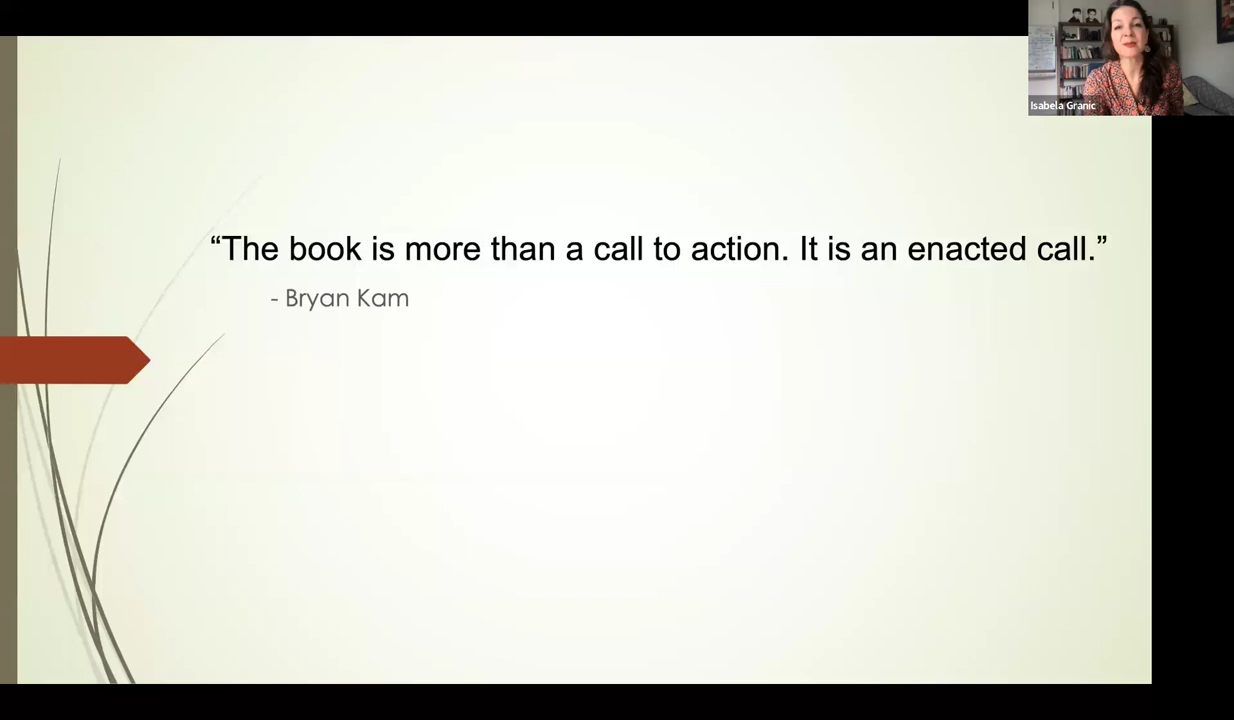 Isabela Granic
“The book is more than a call to action. It is an enacted call.”
- Bryan Kam